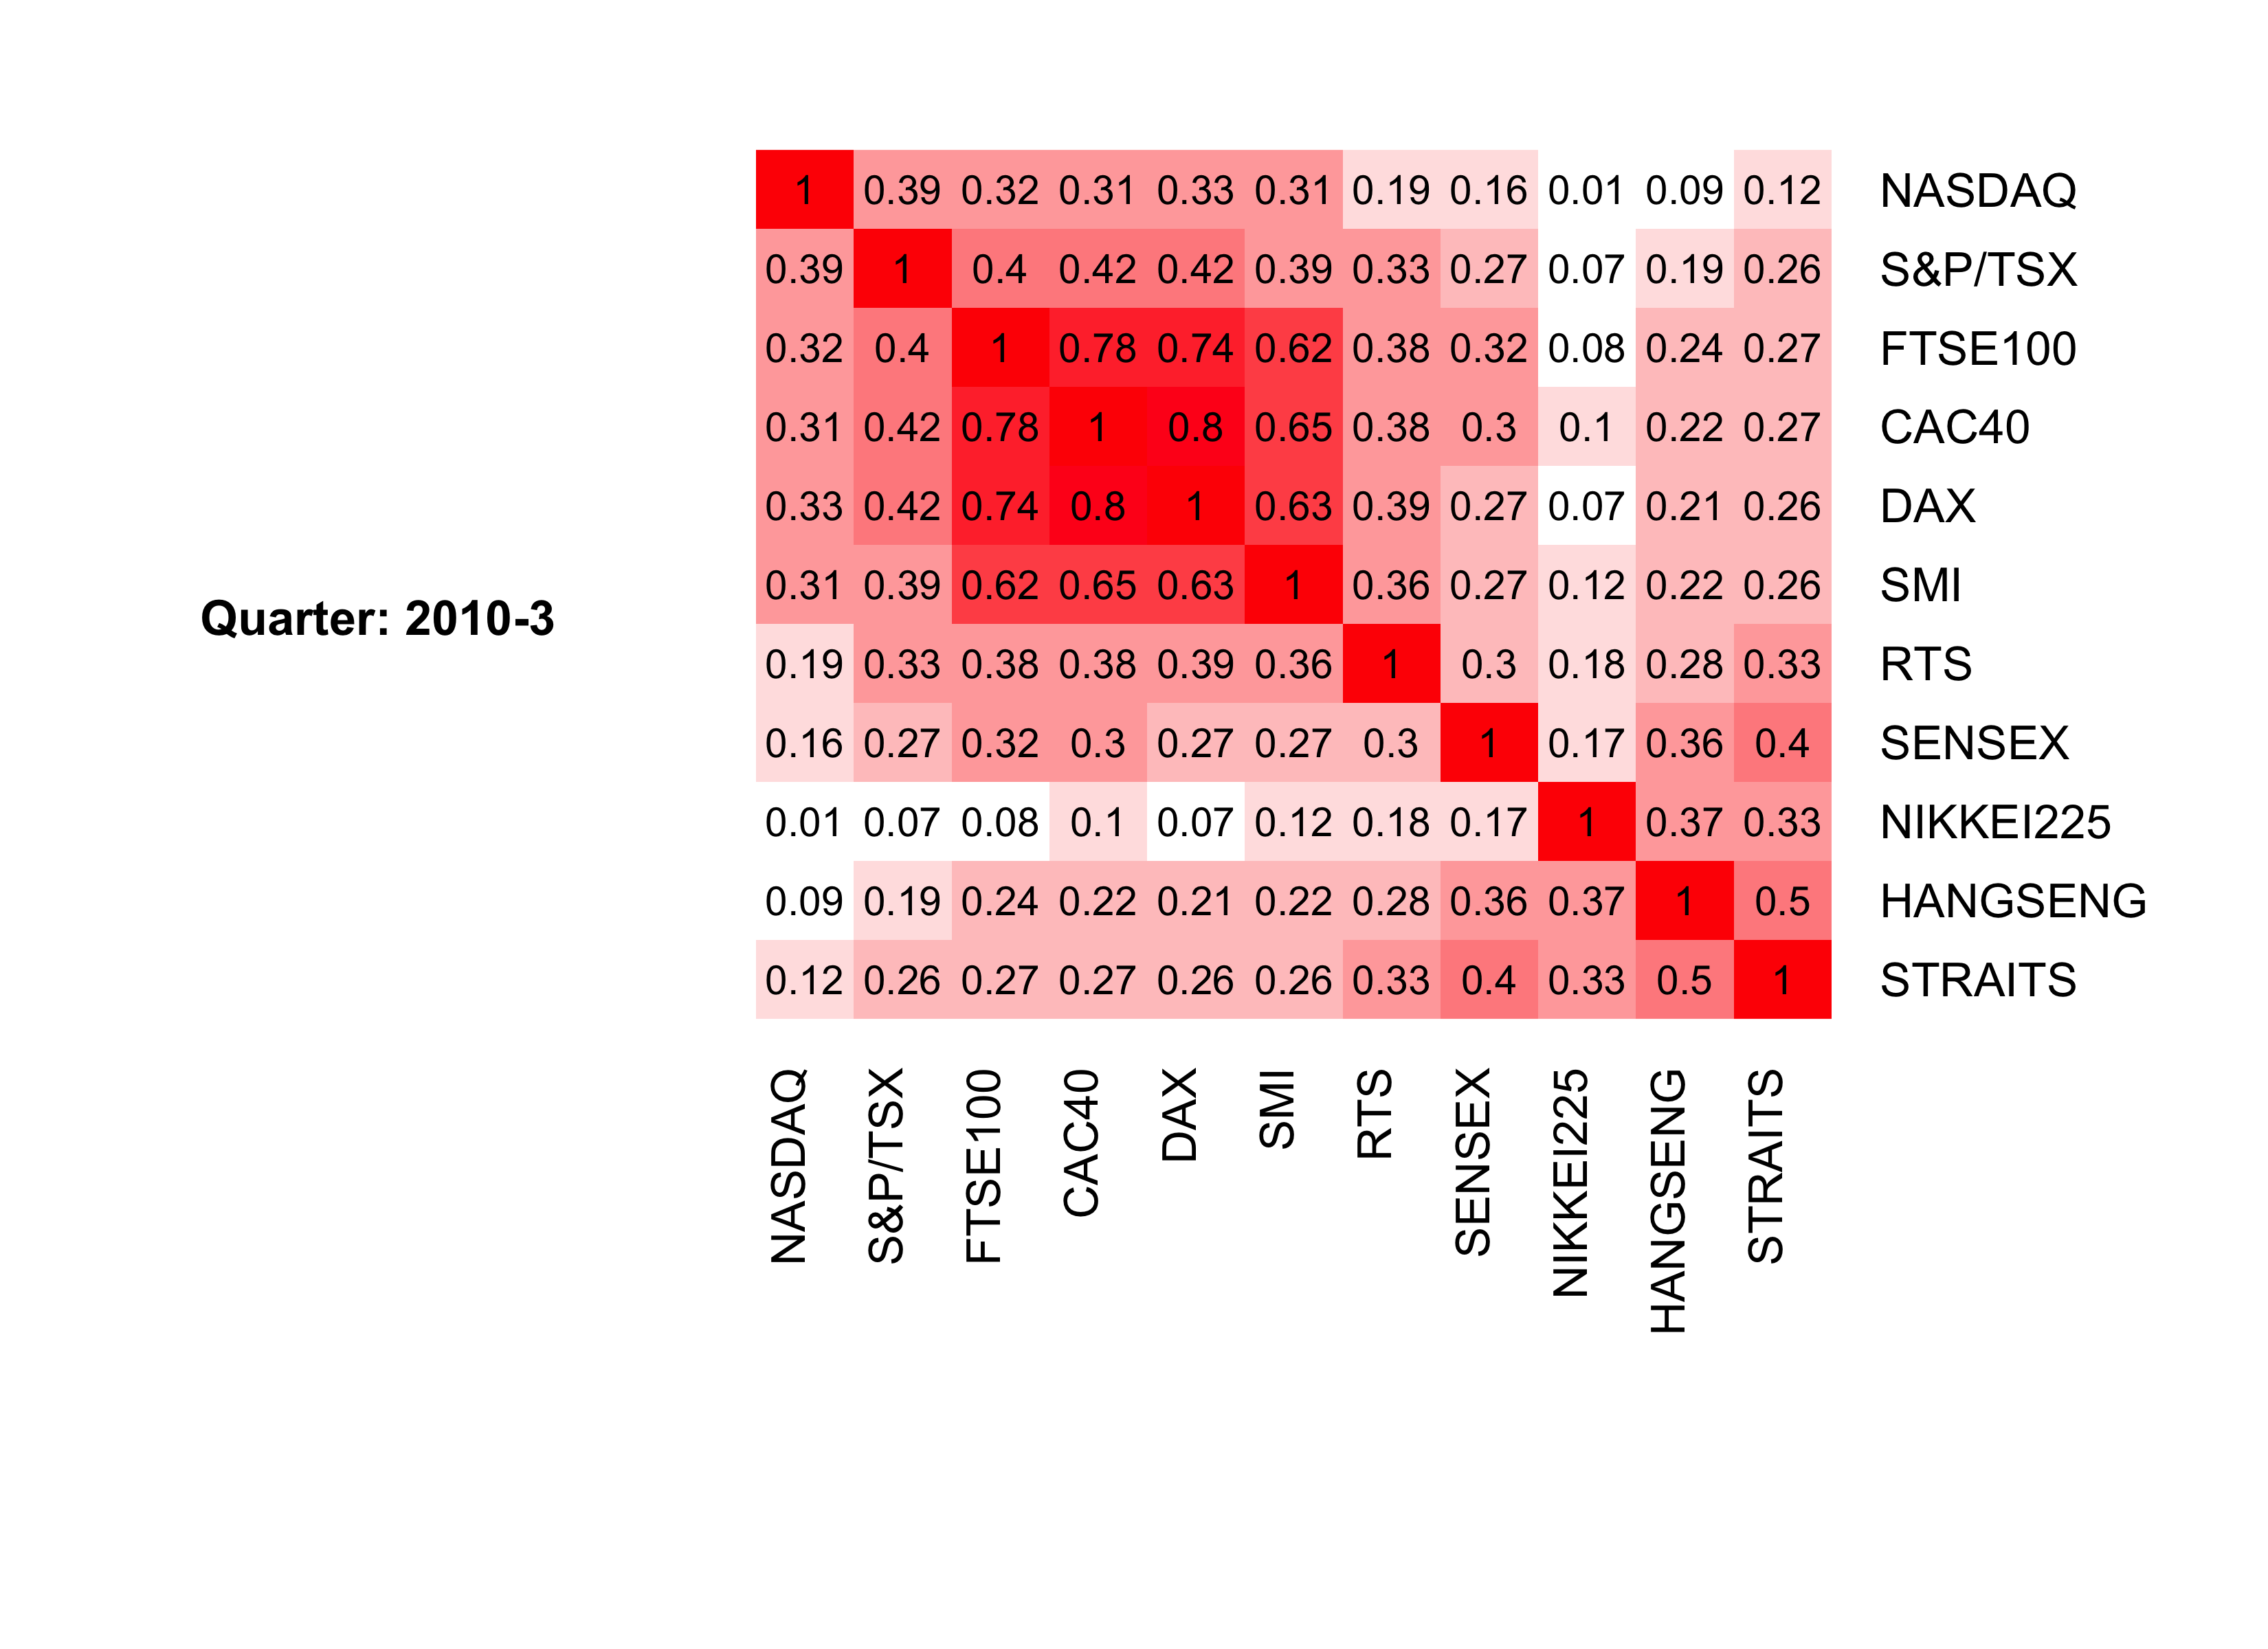 1 0.39 0.32 0.31 0.33 0.31 0.19 0.16 0.01 0.09 0.12 NASDAQ
0.39 1 0.4 0.42 0.42 0.39 0.33 0.27 0.07 0.19 0.26 S&P/TSX
0.32 0.4 1 0.78 0.74 0.62 0.38 0.32 0.08 0.24 0.27 FTSE100
0.31 0.42 0.78 1 0.8 0.65 0.38 0.3 0.1 0.22 0.27 CAC40
0.33 0.42 0.74 0.8 1 0.63 0.39 0.27 0.07 0.21 0.26 DAX
0.31 0.39 0.62 0.65 0.63 1 0.36 0.27 0.12 0.22 0.26 SMI
Quarter: 2010-3
0.19 0.33 0.38 0.38 0.39 0.36 1 0.3 0.18 0.28 0.33 RTS
0.16 0.27 0.32 0.3 0.27 0.27 0.3 1 0.17 0.36 0.4 SENSEX
0.01 0.07 0.08 0.1 0.07 0.12 0.18 0.17 1 0.37 0.33 NIKKEI225
0.09 0.19 0.24 0.22 0.21 0.22 0.28 0.36 0.37 1 0.5 HANGSENG
0.12 0.26 0.27 0.27 0.26 0.26 0.33 0.4 0.33 0.5 1 STRAITS
NASDAQ
S&P/TSX
FTSE100
CAC40
DAX
SMI
RTS
SENSEX
NIKKEI225
HANGSENG
STRAITS